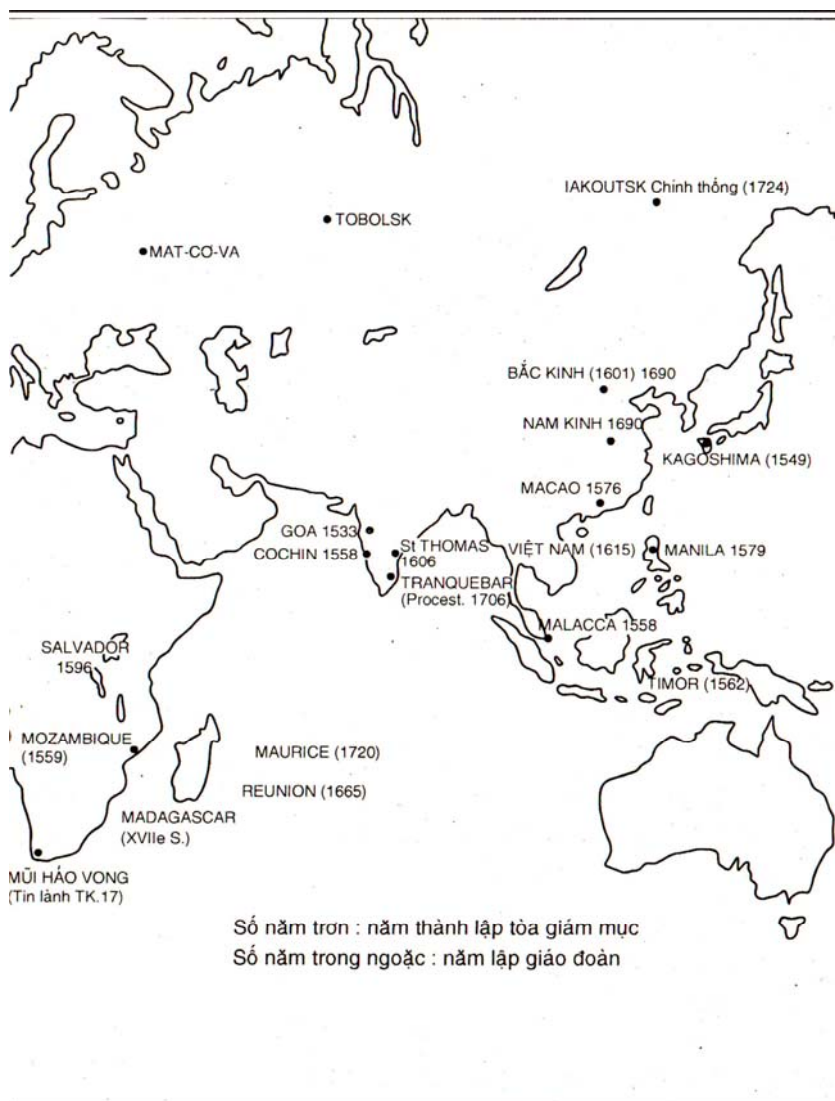 IAKOUTSK Chinh thống (1724)
TOBOLSK
MAT-CƠ-VA
BẮC KINH (1601) 1690
NAM KINH 1690
KAGOSHIMA (1549)
MACAO 1576
GOA 1533
COCHIN 1558
St THOMAS
1606
VIỆT NAM (1615)
MANILA 1579
TRANQUEBAR
(Procest. 1706)
MALACCA 1558
SALVADOR
1596
TIMOR (1562)
MOZAMBIQUE
(1559)
MAURICE (1720)
REUNION (1665)
MADAGASCAR
(XVIIe S.)
MŨI HẢO VONG
(Tin lành TK.17)
Số năm trơn : năm thành lập tòa giám mục
Số năm trong ngoặc : năm lập giáo đoàn